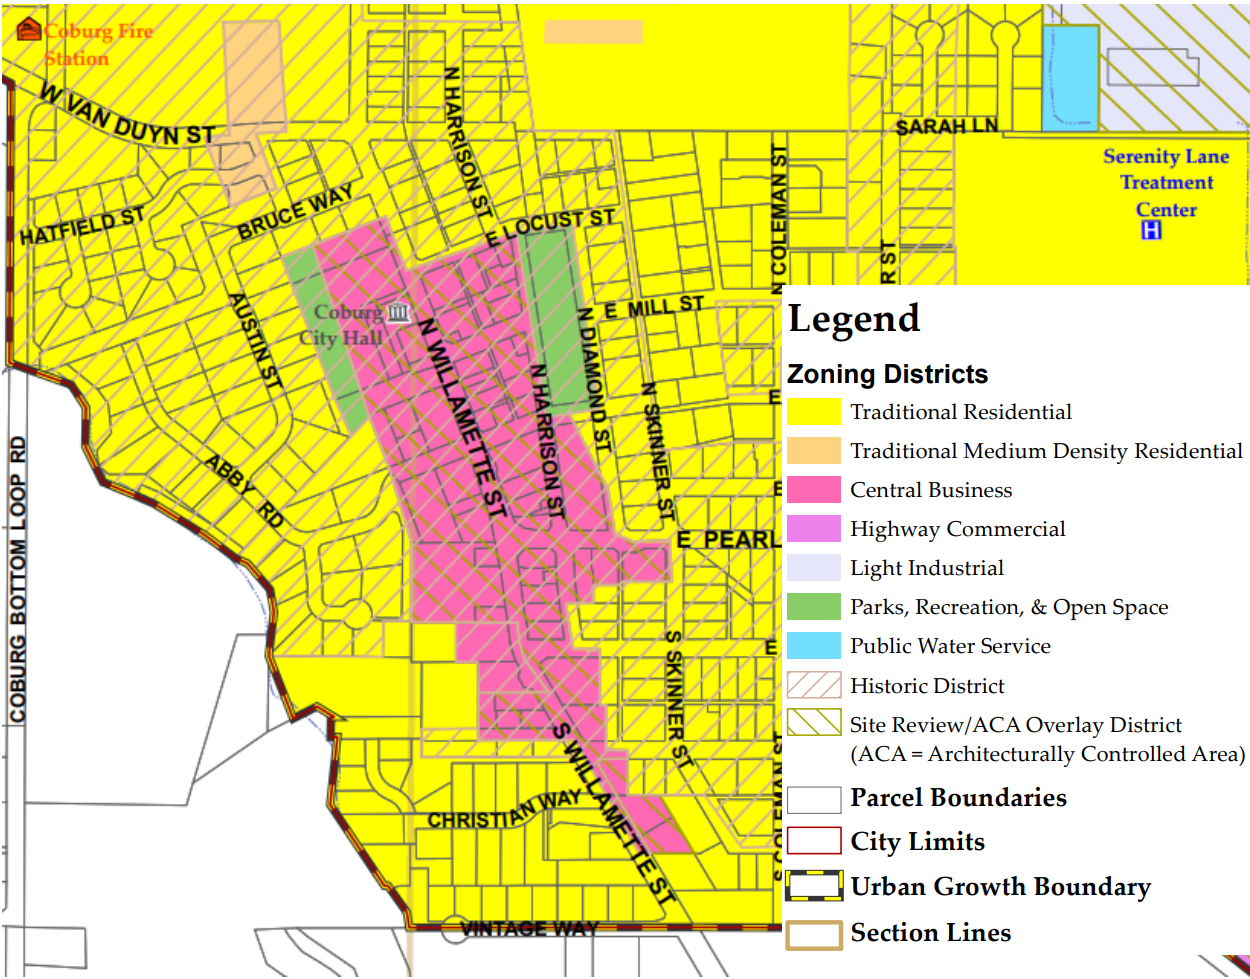 Coburg Fire
Station
W VAN DUYN ST
N HARRISON ST
SARAH LN
Serenity Lane
Treatment
Center
H
N COLEMAN ST
HATFIELD ST
BRUCE WAY
E LOCUST ST
R ST
Coburg
City Hall
AUSTIN ST
N WILLAMETTE ST
E MILL ST
N DIAMOND ST
N HARRISON ST
N SKINNER ST
E
E
ABBY RD
E PEARL
COBURG BOTTOM LOOP RD
E
S SKINNER ST
S WILLAMETTE ST
S COLEMAN ST
CHRISTIAN WAY
VINTAGE WAY
Legend
Zoning Districts
Traditional Residential
Traditional Medium Density Residential
Central Business
Highway Commercial
Light Industrial
Parks, Recreation, & Open Space
Public Water Service
Historic District
Site Review/ACA Overlay District
(ACA = Architecturally Controlled Area)
Parcel Boundaries
City Limits
Urban Growth Boundary
Section Lines